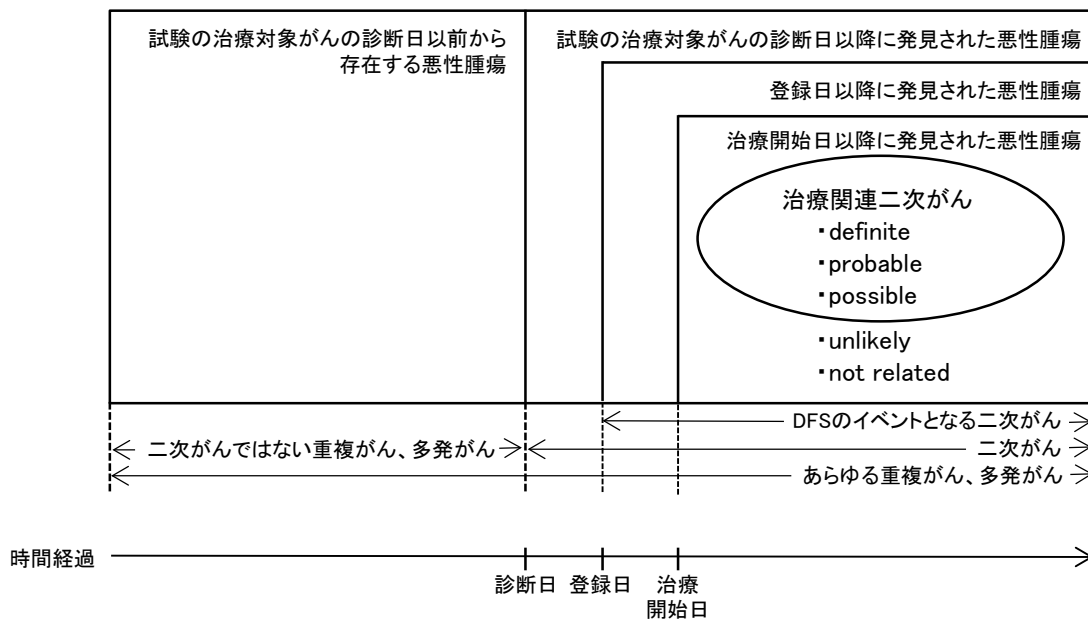 試験の治療対象がんの診断日以前から
存在する悪性腫瘍
試験の治療対象がんの診断日以降に発見された悪性腫瘍
登録日以降に発見された悪性腫瘍
治療開始日以降に発見された悪性腫瘍
治療関連二次がん
・definite
・probable
・possible
・unlikely
・not related
DFSのイベントとなる二次がん
二次がんではない重複がん、多発がん
二次がん
あらゆる重複がん、多発がん
時間経過
診断日
登録日
治療
開始日